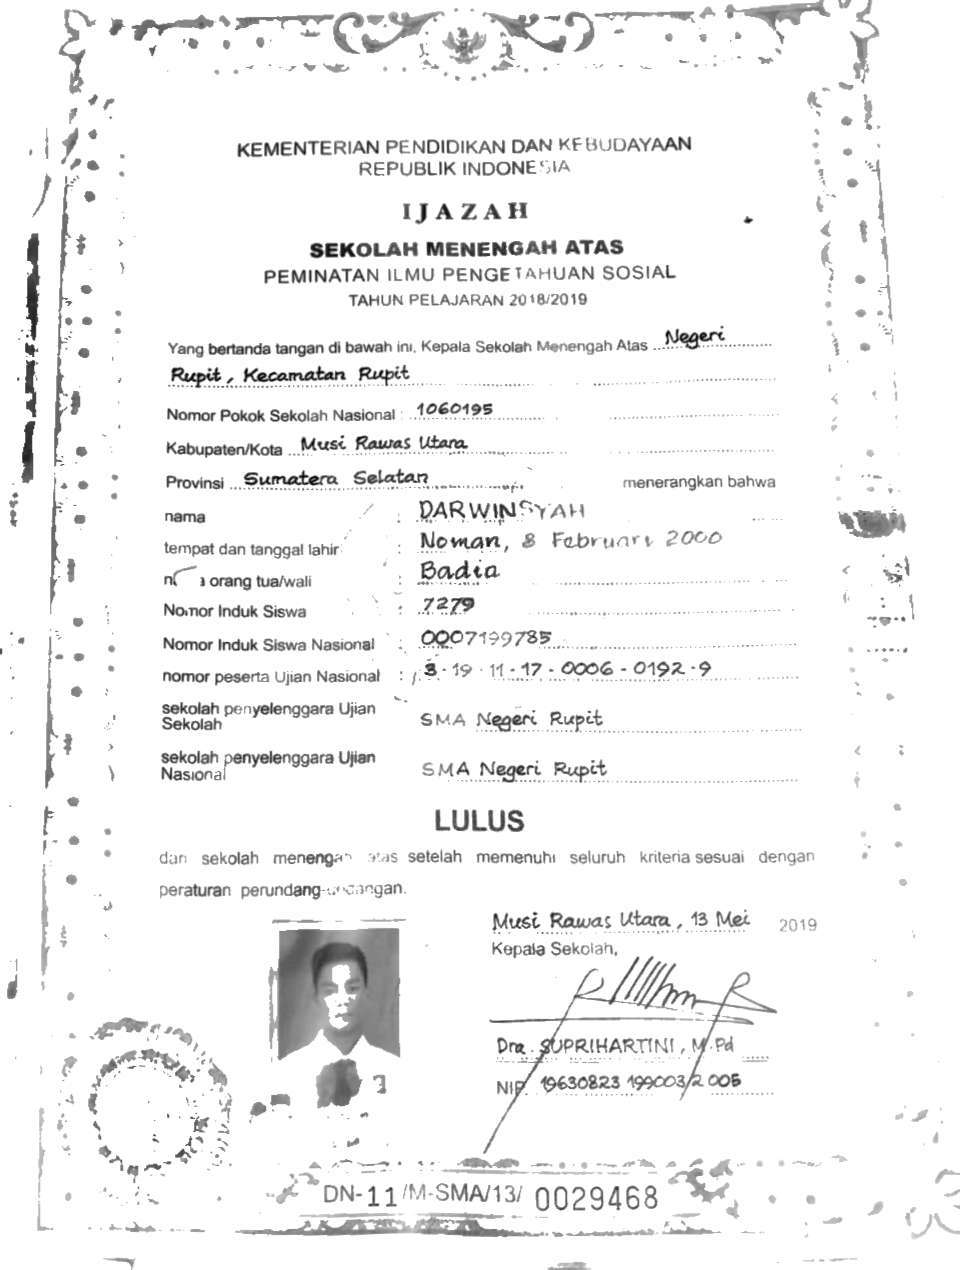 KEMENTERIAN PENDIDIKAN DAN KEBUDAYAAN
REPUBLIK INDONESIA
IJAZAH
SEKOLAH MENENGAH ATAS
PEMINATAN ILMU PENGETAHUAN SOSIAL
TAHUN PELAJARAN 2018/2019
Yang bertanda tangan di bawah ini, Kepala Sekolah Menengah Atas Negeri
Rupit, Kecamatan Rupit
Nomor Pokok Sekolah Nasional : 1060195
Kabupaten/Kota Musi Rawas Utara
Provinsi Sumatera Selatan menerangkan bahwa
nama : DARWINSYAH
tempat dan tanggal lahir : Noman, 8 Februari 2000
orang tua/wali : Badia
Nomor Induk Siswa : 7279
Nomor Induk Siswa Nasional : 0007199785
nomor peserta Ujian Nasional : 3-19-11-17-0006-0192-9
sekolah penyelenggara Ujian
Sekolah SMA Negeri Rupit
sekolah penyelenggara Ujian
Nasional SMA Negeri Rupit
LULUS
dari sekolah menengah atas setelah memenuhi seluruh kriteria sesuai dengan
peraturan perundang-undangan.
Musi Rawas Utara, 13 Mei 2019
Kepala Sekolah,
Dra. SUPRIHARTINI, M.Pd
NIP. 19630823 199003 2 005
DN-11/M-SMA/13/ 0029468